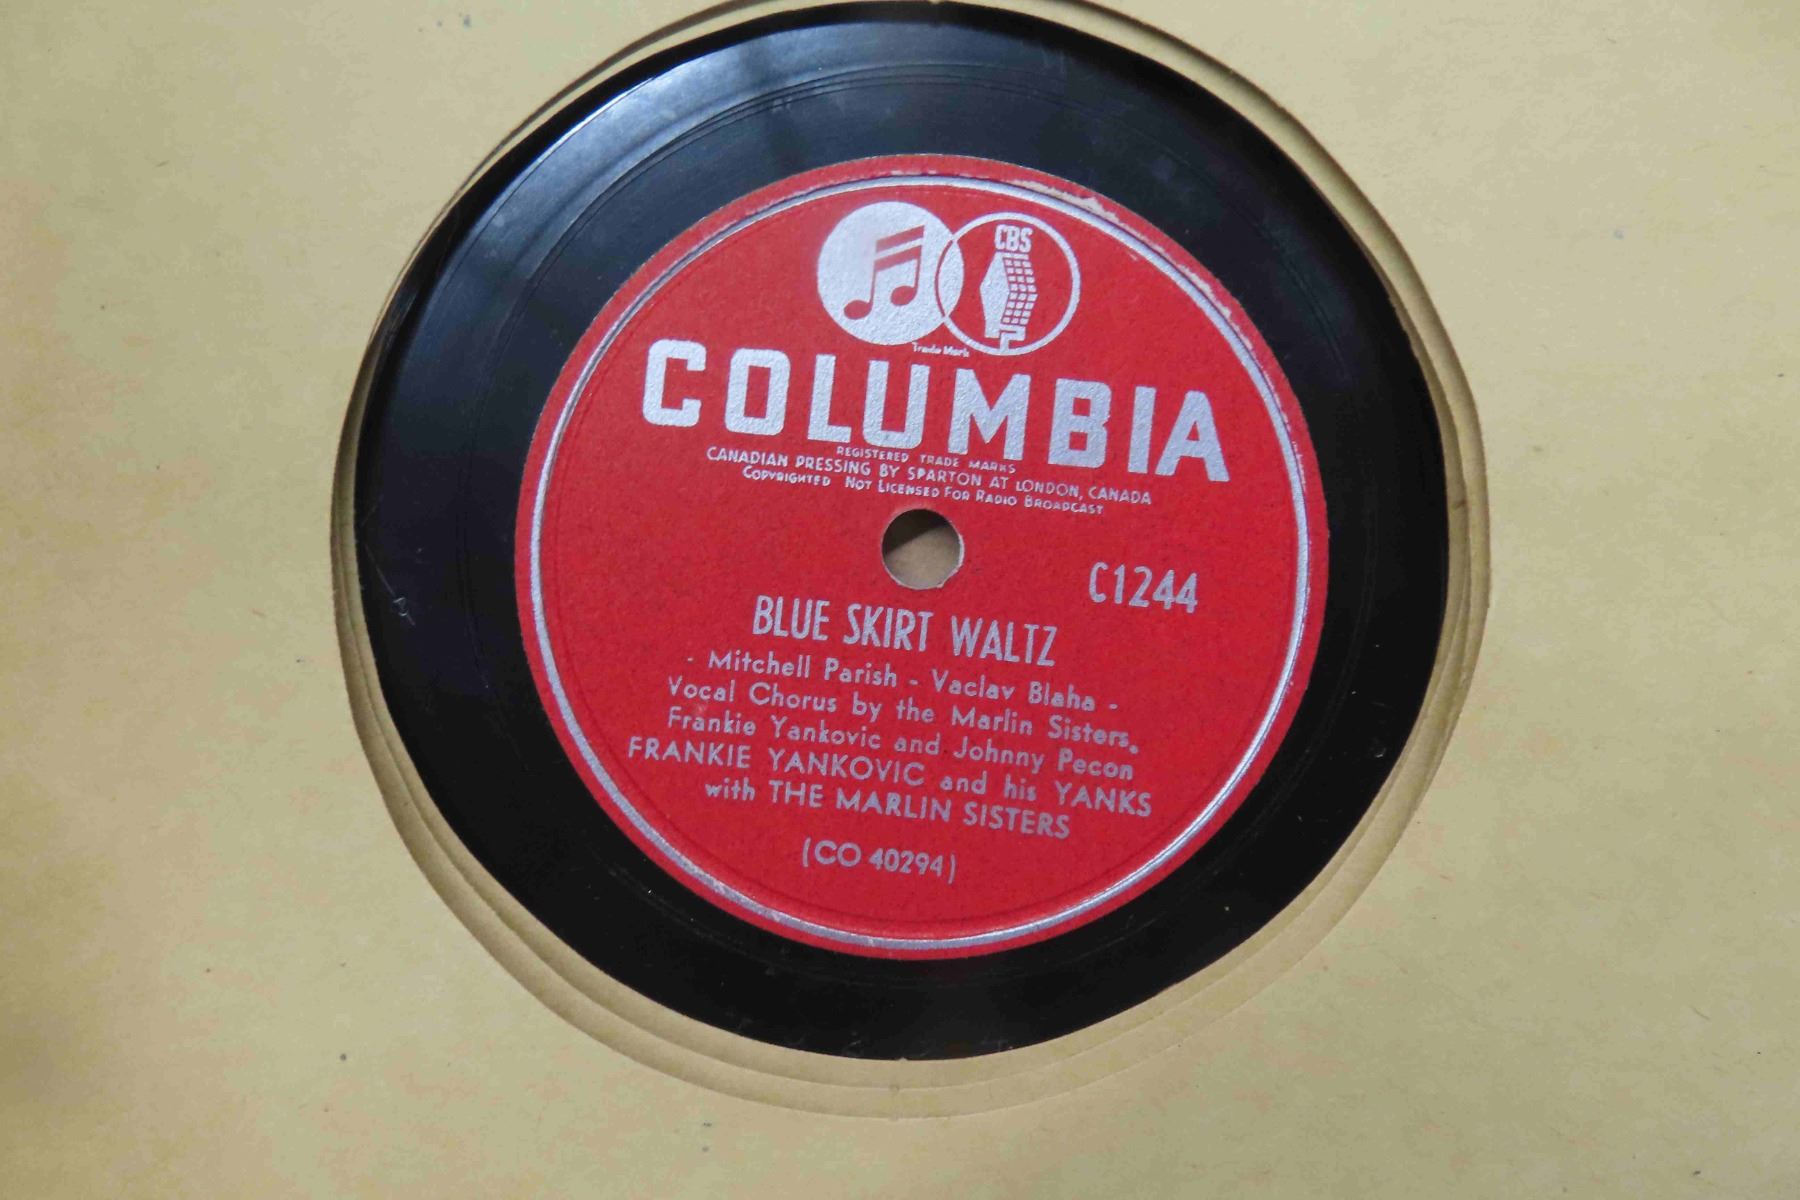 CBS
Trade Mark
COLUMBIA
REGISTERED TRADE MARKS
CANADIAN PRESSING BY SPARTON AT LONDON, CANADA
COPYRIGHTED NOT LICENSED FOR RADIO BROADCAST
C1244
BLUE SKIRT WALTZ
- Mitchell Parish - Vaclav Blaha -
Vocal Chorus by the Marlin Sisters,
Frankie Yankovic and Johnny Pecon
FRANKIE YANKOVIC and his YANKS
with THE MARLIN SISTERS
(CO 40294)